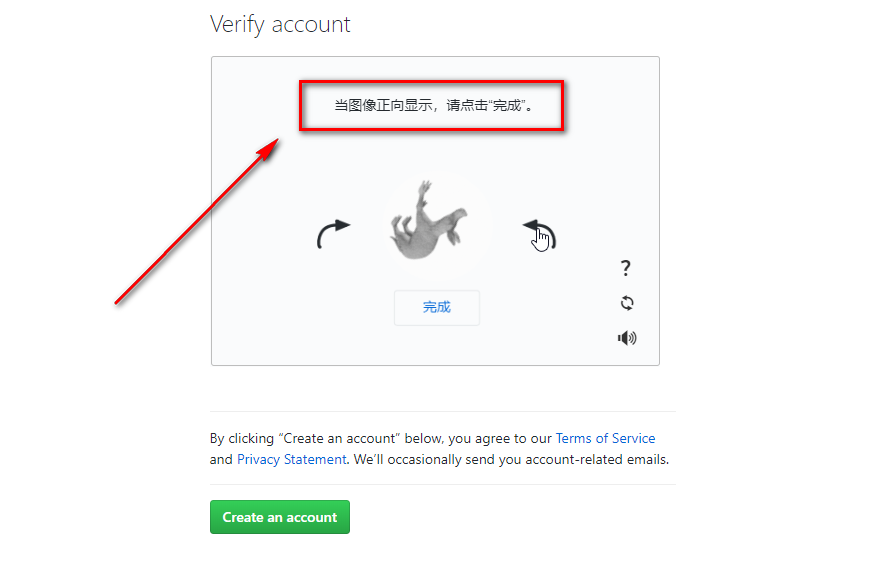 Verify account
当图像正向显示，请点击“完成”。
完成
?
By clicking “Create an account” below, you agree to our Terms of Service
and Privacy Statement. We’ll occasionally send you account-related emails.
Create an account